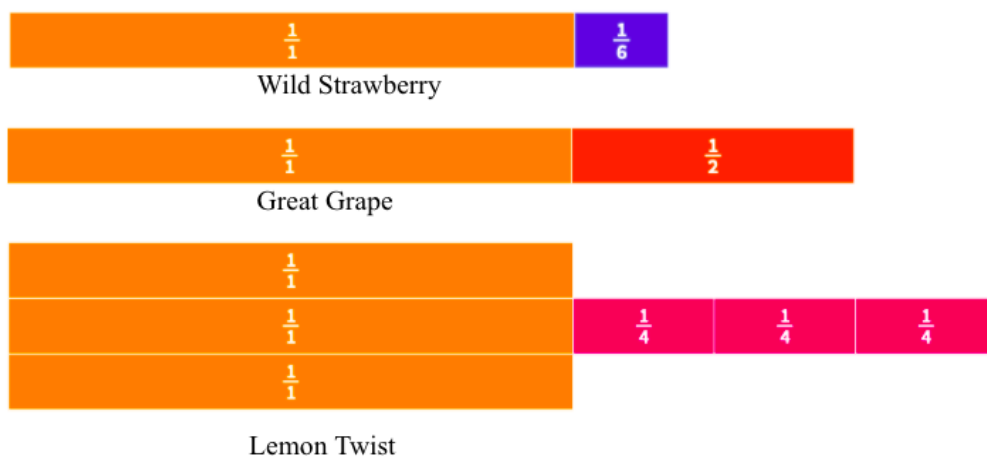 1/1 1/6
Wild Strawberry
1/1 1/2
Great Grape
1/1
1/1 1/4 1/4 1/4
1/1
Lemon Twist